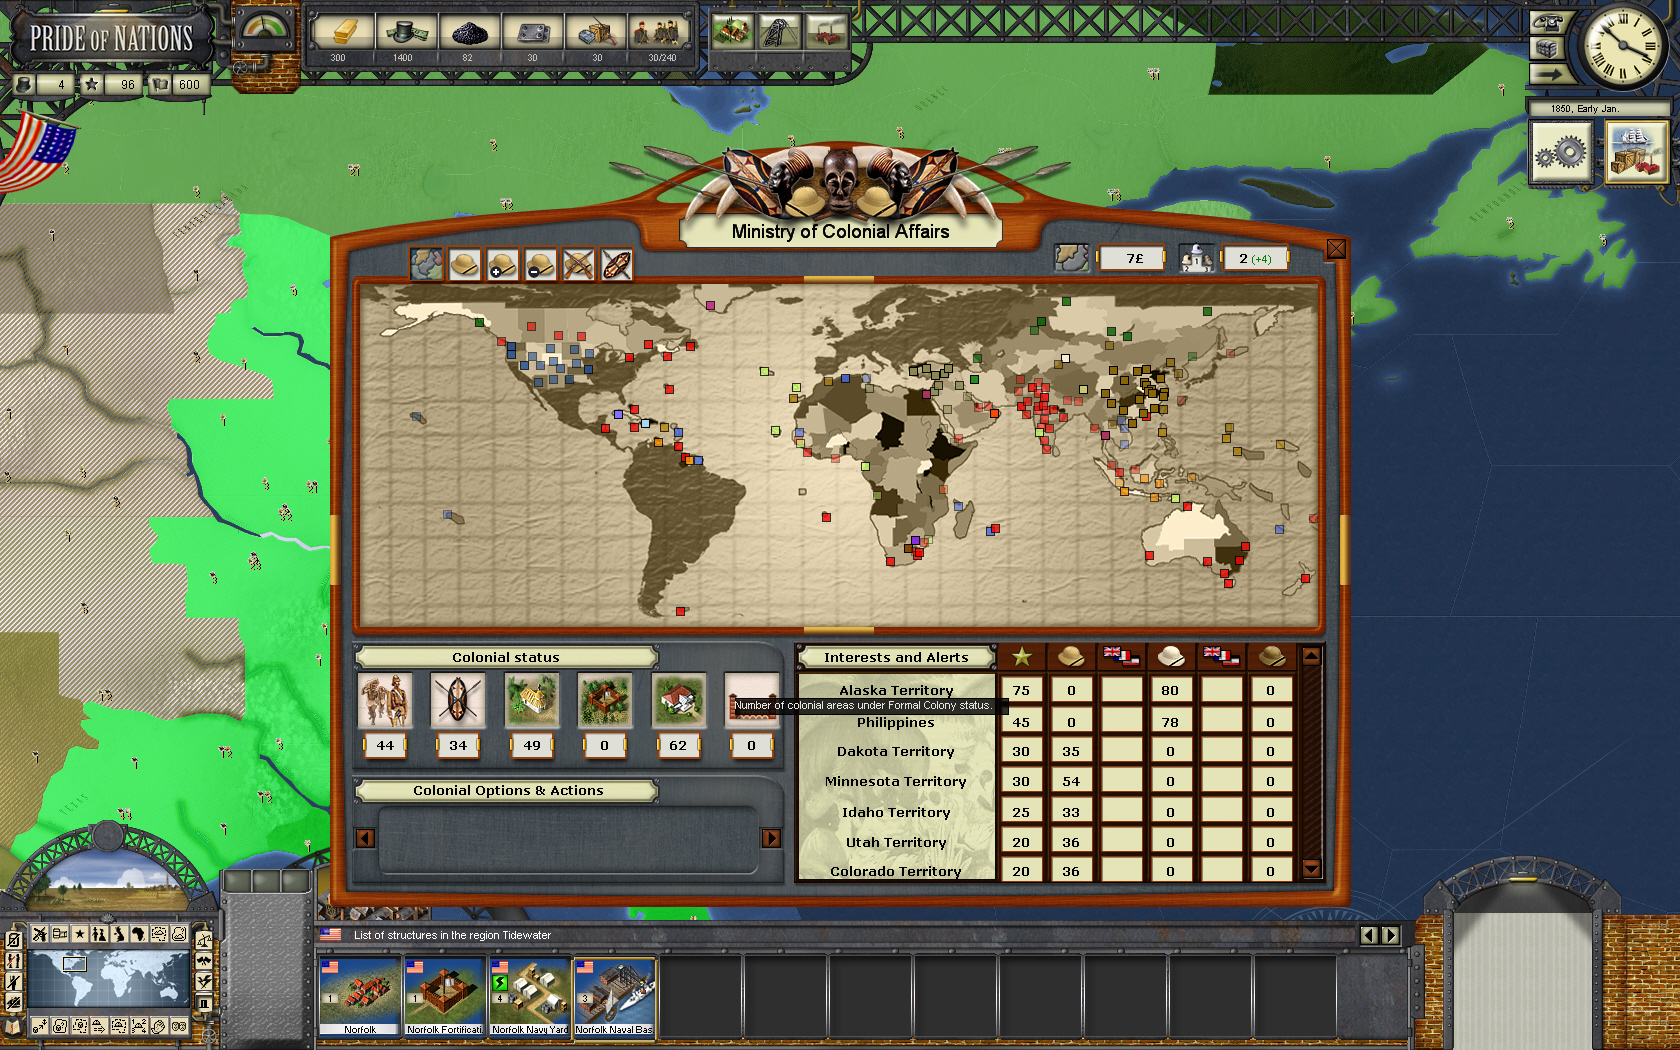 PRIDE OF NATIONS
300
1400
82
30
30
30/240
4
96
600
1850, Early Jan.
Ministry of Colonial Affairs
7£
2 (+4)
Colonial status
44
34
49
0
62
0
Number of colonial areas under Formal Colony status.
Colonial Options & Actions
Interests and Alerts
Alaska Territory 75 0 80 0
Philippines 45 0 78 0
Dakota Territory 30 35 0 0
Minnesota Territory 30 54 0 0
Idaho Territory 25 33 0 0
Utah Territory 20 36 0 0
Colorado Territory 20 36 0 0
List of structures in the region Tidewater
1
1
4
3
Norfolk
Norfolk Fortificati
Norfolk Navy Yard
Norfolk Naval Bas